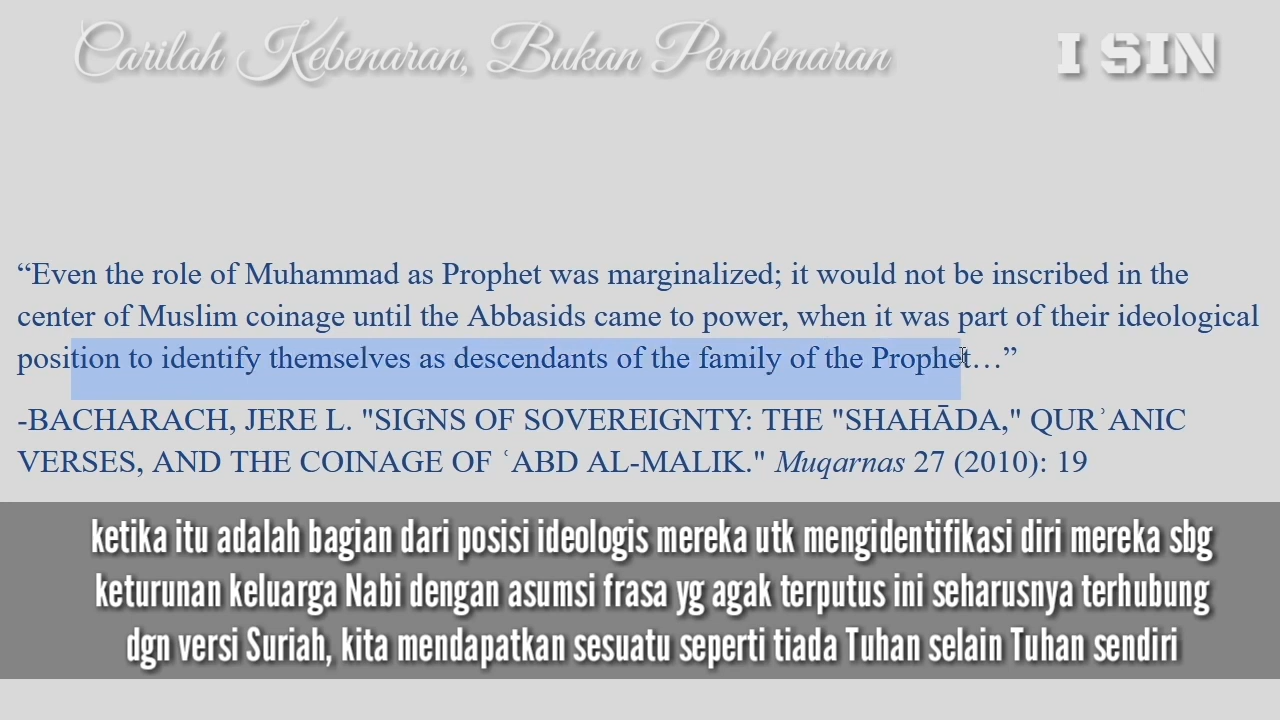 Carilah Kebenaran, Bukan Pembenaran
I SIN
“Even the role of Muhammad as Prophet was marginalized; it would not be inscribed in the
center of Muslim coinage until the Abbasids came to power, when it was part of their ideological
position to identify themselves as descendants of the family of the Prophet…”
-BACHARACH, JERE L. "SIGNS OF SOVEREIGNTY: THE "SHAHĀDA," QURʾANIC
VERSES, AND THE COINAGE OF ʿABD AL-MALIK." Muqarnas 27 (2010): 19
ketika itu adalah bagian dari posisi ideologis mereka utk mengidentifikasi diri mereka sbg
keturunan keluarga Nabi dengan asumsi frasa yg agak terputus ini seharusnya terhubung
dgn versi Suriah, kita mendapatkan sesuatu seperti tiada Tuhan selain Tuhan sendiri